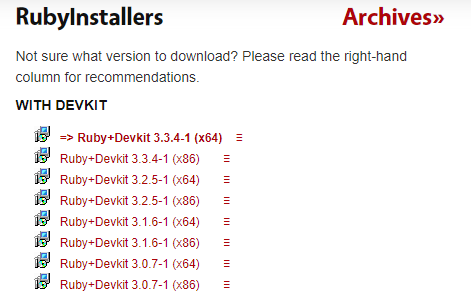 RubyInstallers Archives»
Not sure what version to download? Please read the right-hand
column for recommendations.
WITH DEVKIT
=> Ruby+Devkit 3.3.4-1 (x64) ≡
Ruby+Devkit 3.3.4-1 (x86) ≡
Ruby+Devkit 3.2.5-1 (x64) ≡
Ruby+Devkit 3.2.5-1 (x86) ≡
Ruby+Devkit 3.1.6-1 (x64) ≡
Ruby+Devkit 3.1.6-1 (x86) ≡
Ruby+Devkit 3.0.7-1 (x64) ≡
Ruby+Devkit 3.0.7-1 (x86) ≡